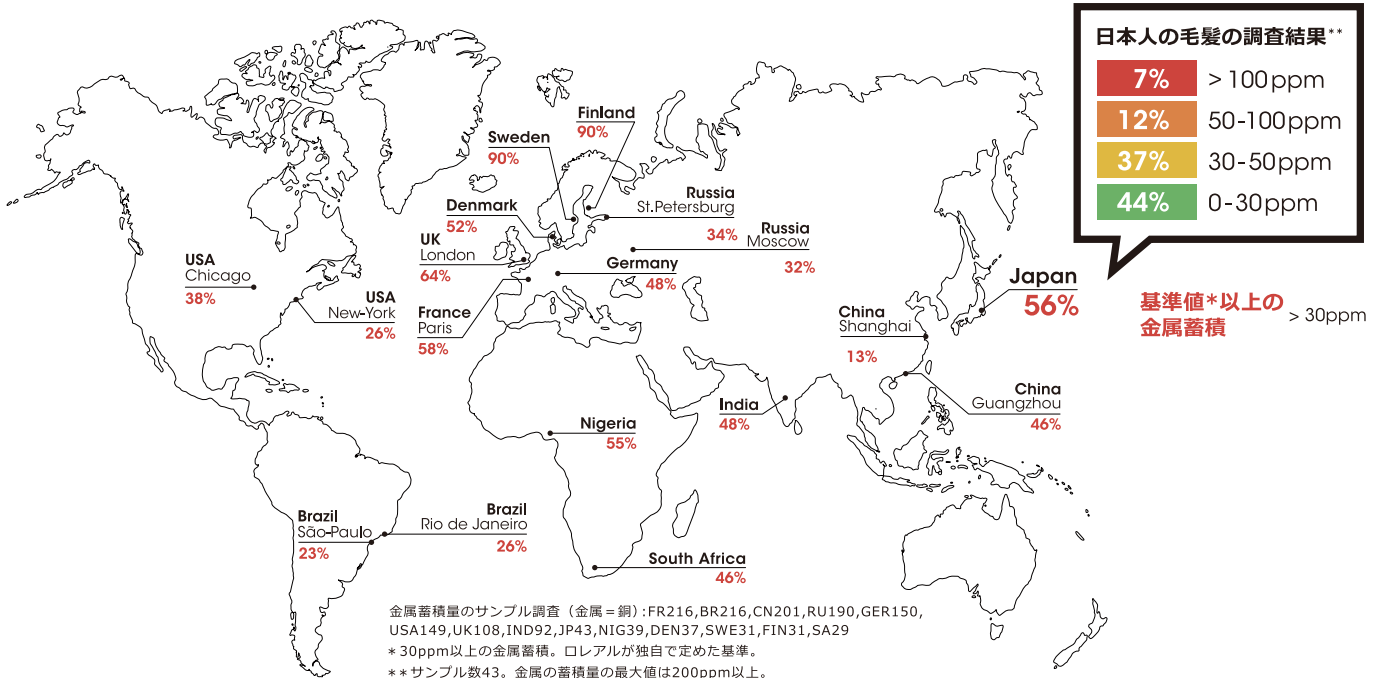 日本人の毛髪の調査結果**
7% > 100ppm
12% 50-100ppm
37% 30-50ppm
44% 0-30ppm
Finland
90%
Sweden
90%
Denmark
52%
Russia
St.Petersburg
34%
Russia
Moscow
32%
UK
London
64%
Germany
48%
USA
Chicago
38%
USA
New-York
26%
France
Paris
58%
Japan
56%
基準値*以上の
金属蓄積 > 30ppm
China
Shanghai
13%
China
Guangzhou
46%
India
48%
Nigeria
55%
Brazil
São-Paulo
23%
Brazil
Rio de Janeiro
26%
South Africa
46%
金属蓄積量のサンプル調査（金属＝銅）:FR216,BR216,CN201,RU190,GER150,
USA149,UK108,IND92,JP43,NIG39,DEN37,SWE31,FIN31,SA29
*30ppm以上の金属蓄積。ロレアルが独自で定めた基準。
**サンプル数43。金属の蓄積量の最大値は200ppm以上。